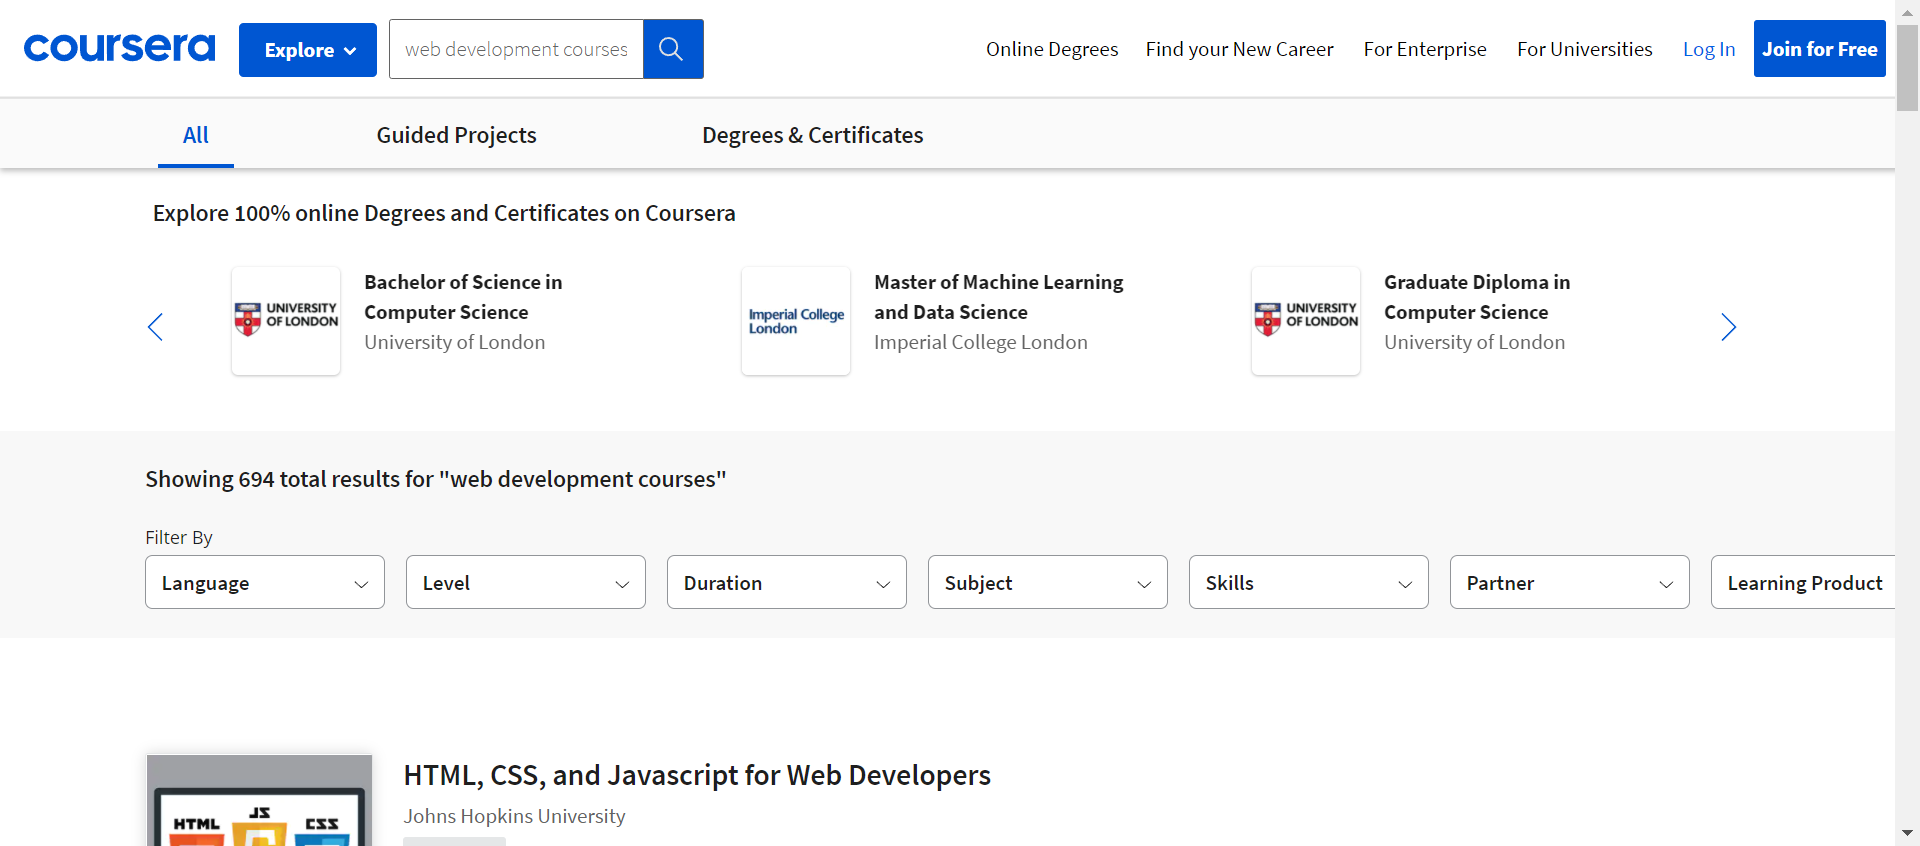 coursera
Explore
web development courses
Online Degrees
Find your New Career
For Enterprise
For Universities
Log In
Join for Free
All
Guided Projects
Degrees & Certificates
Explore 100% online Degrees and Certificates on Coursera
UNIVERSITY
OF LONDON
Bachelor of Science in
Computer Science
University of London
Imperial College
London
Master of Machine Learning
and Data Science
Imperial College London
UNIVERSITY
OF LONDON
Graduate Diploma in
Computer Science
University of London
Showing 694 total results for "web development courses"
Filter By
Language
Level
Duration
Subject
Skills
Partner
Learning Product
HTML
JS
CSS
HTML, CSS, and Javascript for Web Developers
Johns Hopkins University